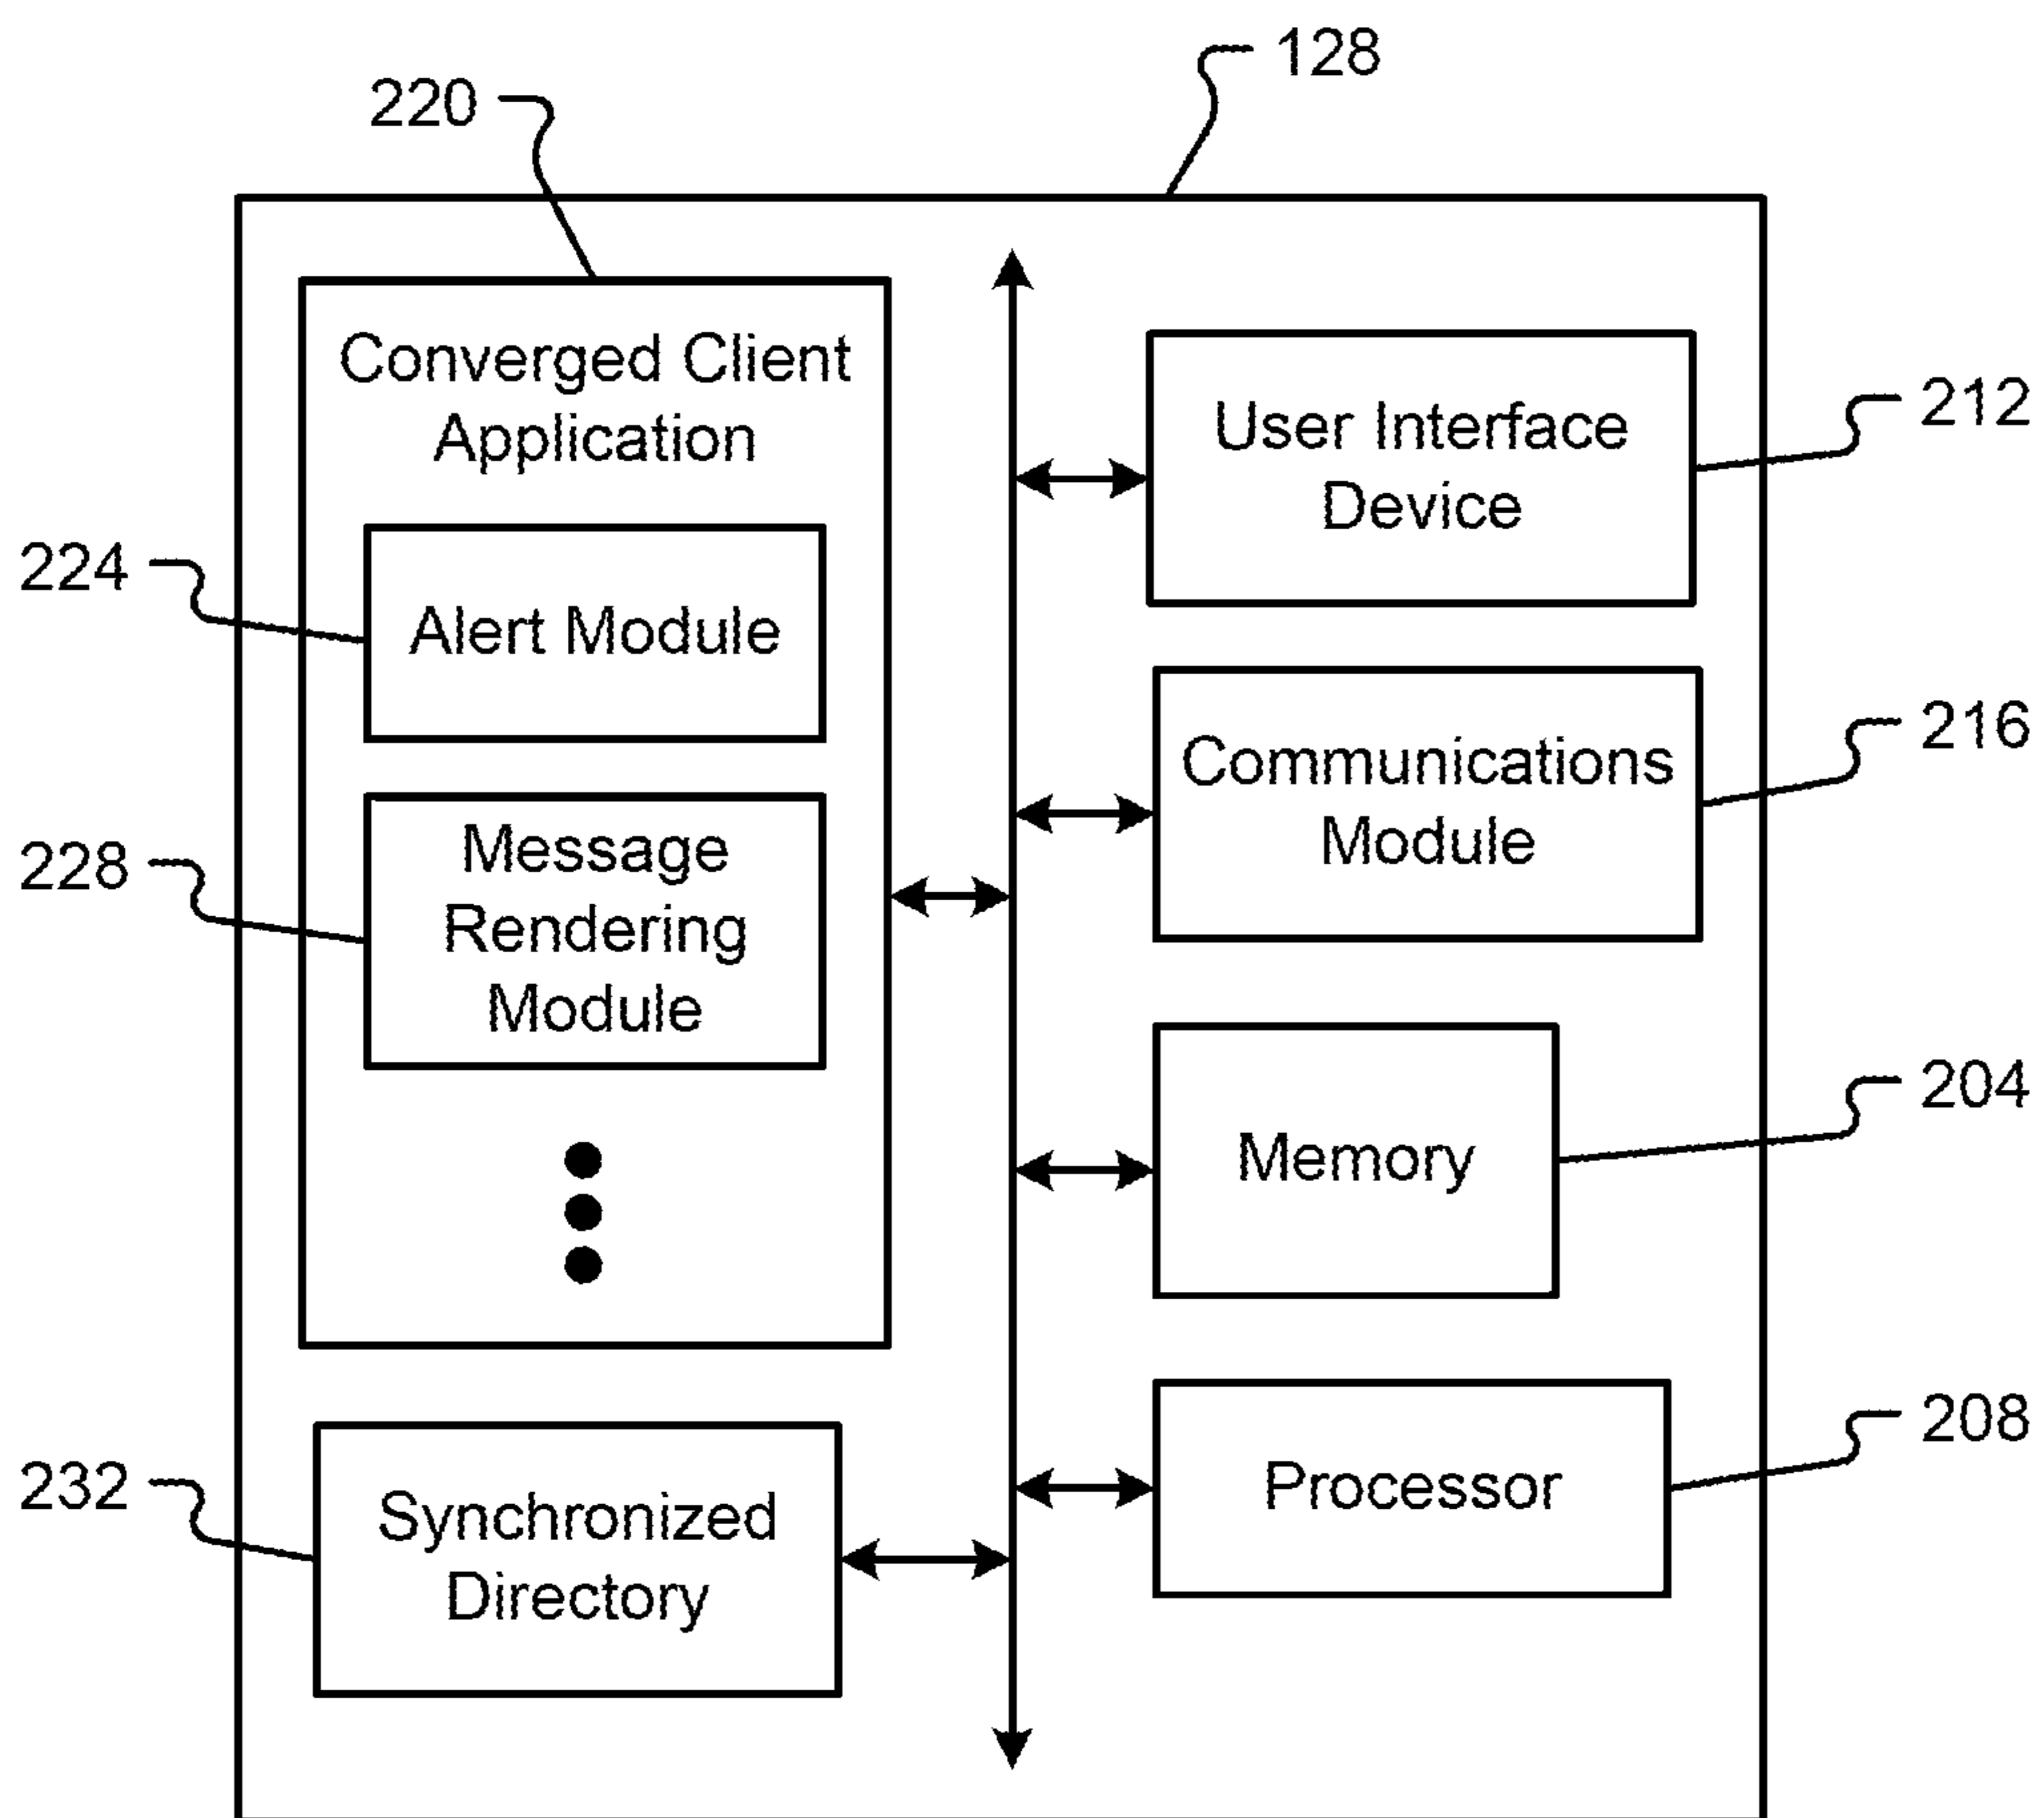 128
220
Converged Client
Application
User Interface
Device
212
224
Alert Module
216
Communications
Module
228
Message
Rendering
Module
204
Memory
208
Processor
232
Synchronized
Directory